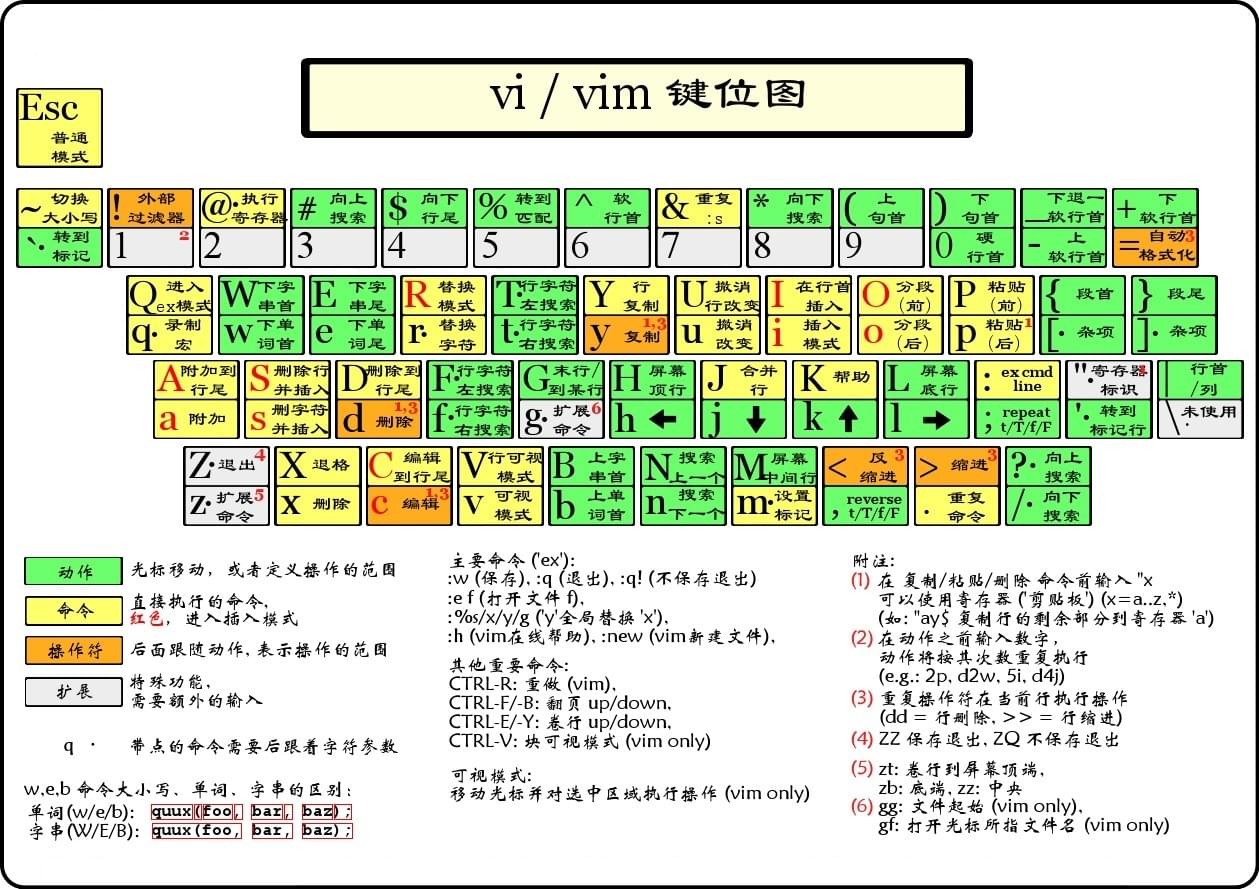 vi / vim 键位图
Esc
普通
模式
~ 切换
大小写
! 外部
过滤器
@· 执行
寄存器
# 向上
搜索
$ 向下
行尾
% 转到
匹配
^ 软
行首
& 重复
:s
* 向下
搜索
( 上
句首
) 下
句首
_ 下退一
软行首
+ 下
软行首
`· 转到
标记
1 2
2
3
4
5
6
7
8
9
0 硬
行首
- 上
软行首
= 自动3
格式化
Q 进入
ex模式
W 下字
串首
E 下字
串尾
R 替换
模式
T· 行字符
左搜索
Y 行
复制
U 撤消
行改变
I 在行首
插入
O 分段
(前)
P 粘贴
(前)
{ 段首
} 段尾
q· 录制
宏
w 下单
词首
e 下单
词尾
r· 替换
字符
t· 行字符
右搜索
y 复制 1,3
u 撤消
改变
i 插入
模式
o 分段
(后)
p 粘贴1
(后)
[· 杂项
]· 杂项
A 附加到
行尾
S 删除行
并插入
D 删除到
行尾
F· 行字符
左搜索
G 末行/
到某行
H 屏幕
顶行
J 合并
行
K 帮助
L 屏幕
底行
: ex cmd
line
"· 寄存器1
标识
| 行首
/列
a 附加
s 删字符
并插入
d 删除 1,3
f· 行字符
右搜索
g· 扩展6
命令
h ←
j ↓
k ↑
l →
; repeat
t/T/f/F
'· 转到
标记行
\· 未使用
Z· 退出4
X 退格
C 编辑
到行尾
V 行可视
模式
B 上字
串首
N 搜索
上一个
M 屏幕
中间行
< 反3
缩进
> 缩进3
?· 向上
搜索
z· 扩展5
命令
x 删除
c 编辑 1,3
v 可视
模式
b 上单
词首
n 搜索
下一个
m· 设置
标记
, reverse
t/T/f/F
. 重复
命令
/· 向下
搜索
动作 光标移动，或者定义操作的范围
命令 直接执行的命令,
红色，进入插入模式
操作符 后面跟随动作, 表示操作的范围
扩展 特殊功能,
需要额外的输入
q · 带点的命令需要后跟着字符参数
w,e,b 命令大小写、单词、字串的区别:
单词(w/e/b): quux(foo, bar, baz);
字串(W/E/B): quux(foo, bar, baz);
主要命令 ('ex'):
:w (保存), :q (退出), :q! (不保存退出)
:e f (打开文件 f),
:%s/x/y/g ('y'全局替换 'x'),
:h (vim在线帮助), :new (vim新建文件),
其他重要命令:
CTRL-R: 重做 (vim),
CTRL-F/-B: 翻页 up/down,
CTRL-E/-Y: 卷行 up/down,
CTRL-V: 块可视模式 (vim only)
可视模式:
移动光标并对选中区域执行操作 (vim only)
附注:
(1) 在 复制/粘贴/删除 命令前输入 "x
可以使用寄存器 ('剪贴板') (x=a..z,*)
(如: "ay$ 复制行的剩余部分到寄存器 'a')
(2) 在动作之前输入数字,
动作将按其次数重复执行
(e.g.: 2p, d2w, 5i, d4j)
(3) 重复操作符在当前行执行操作
(dd = 行删除, >> = 行缩进)
(4) ZZ 保存退出, ZQ 不保存退出
(5) zt: 卷行到屏幕顶端,
zb: 底端, zz: 中央
(6) gg: 文件起始 (vim only),
gf: 打开光标所指文件名 (vim only)